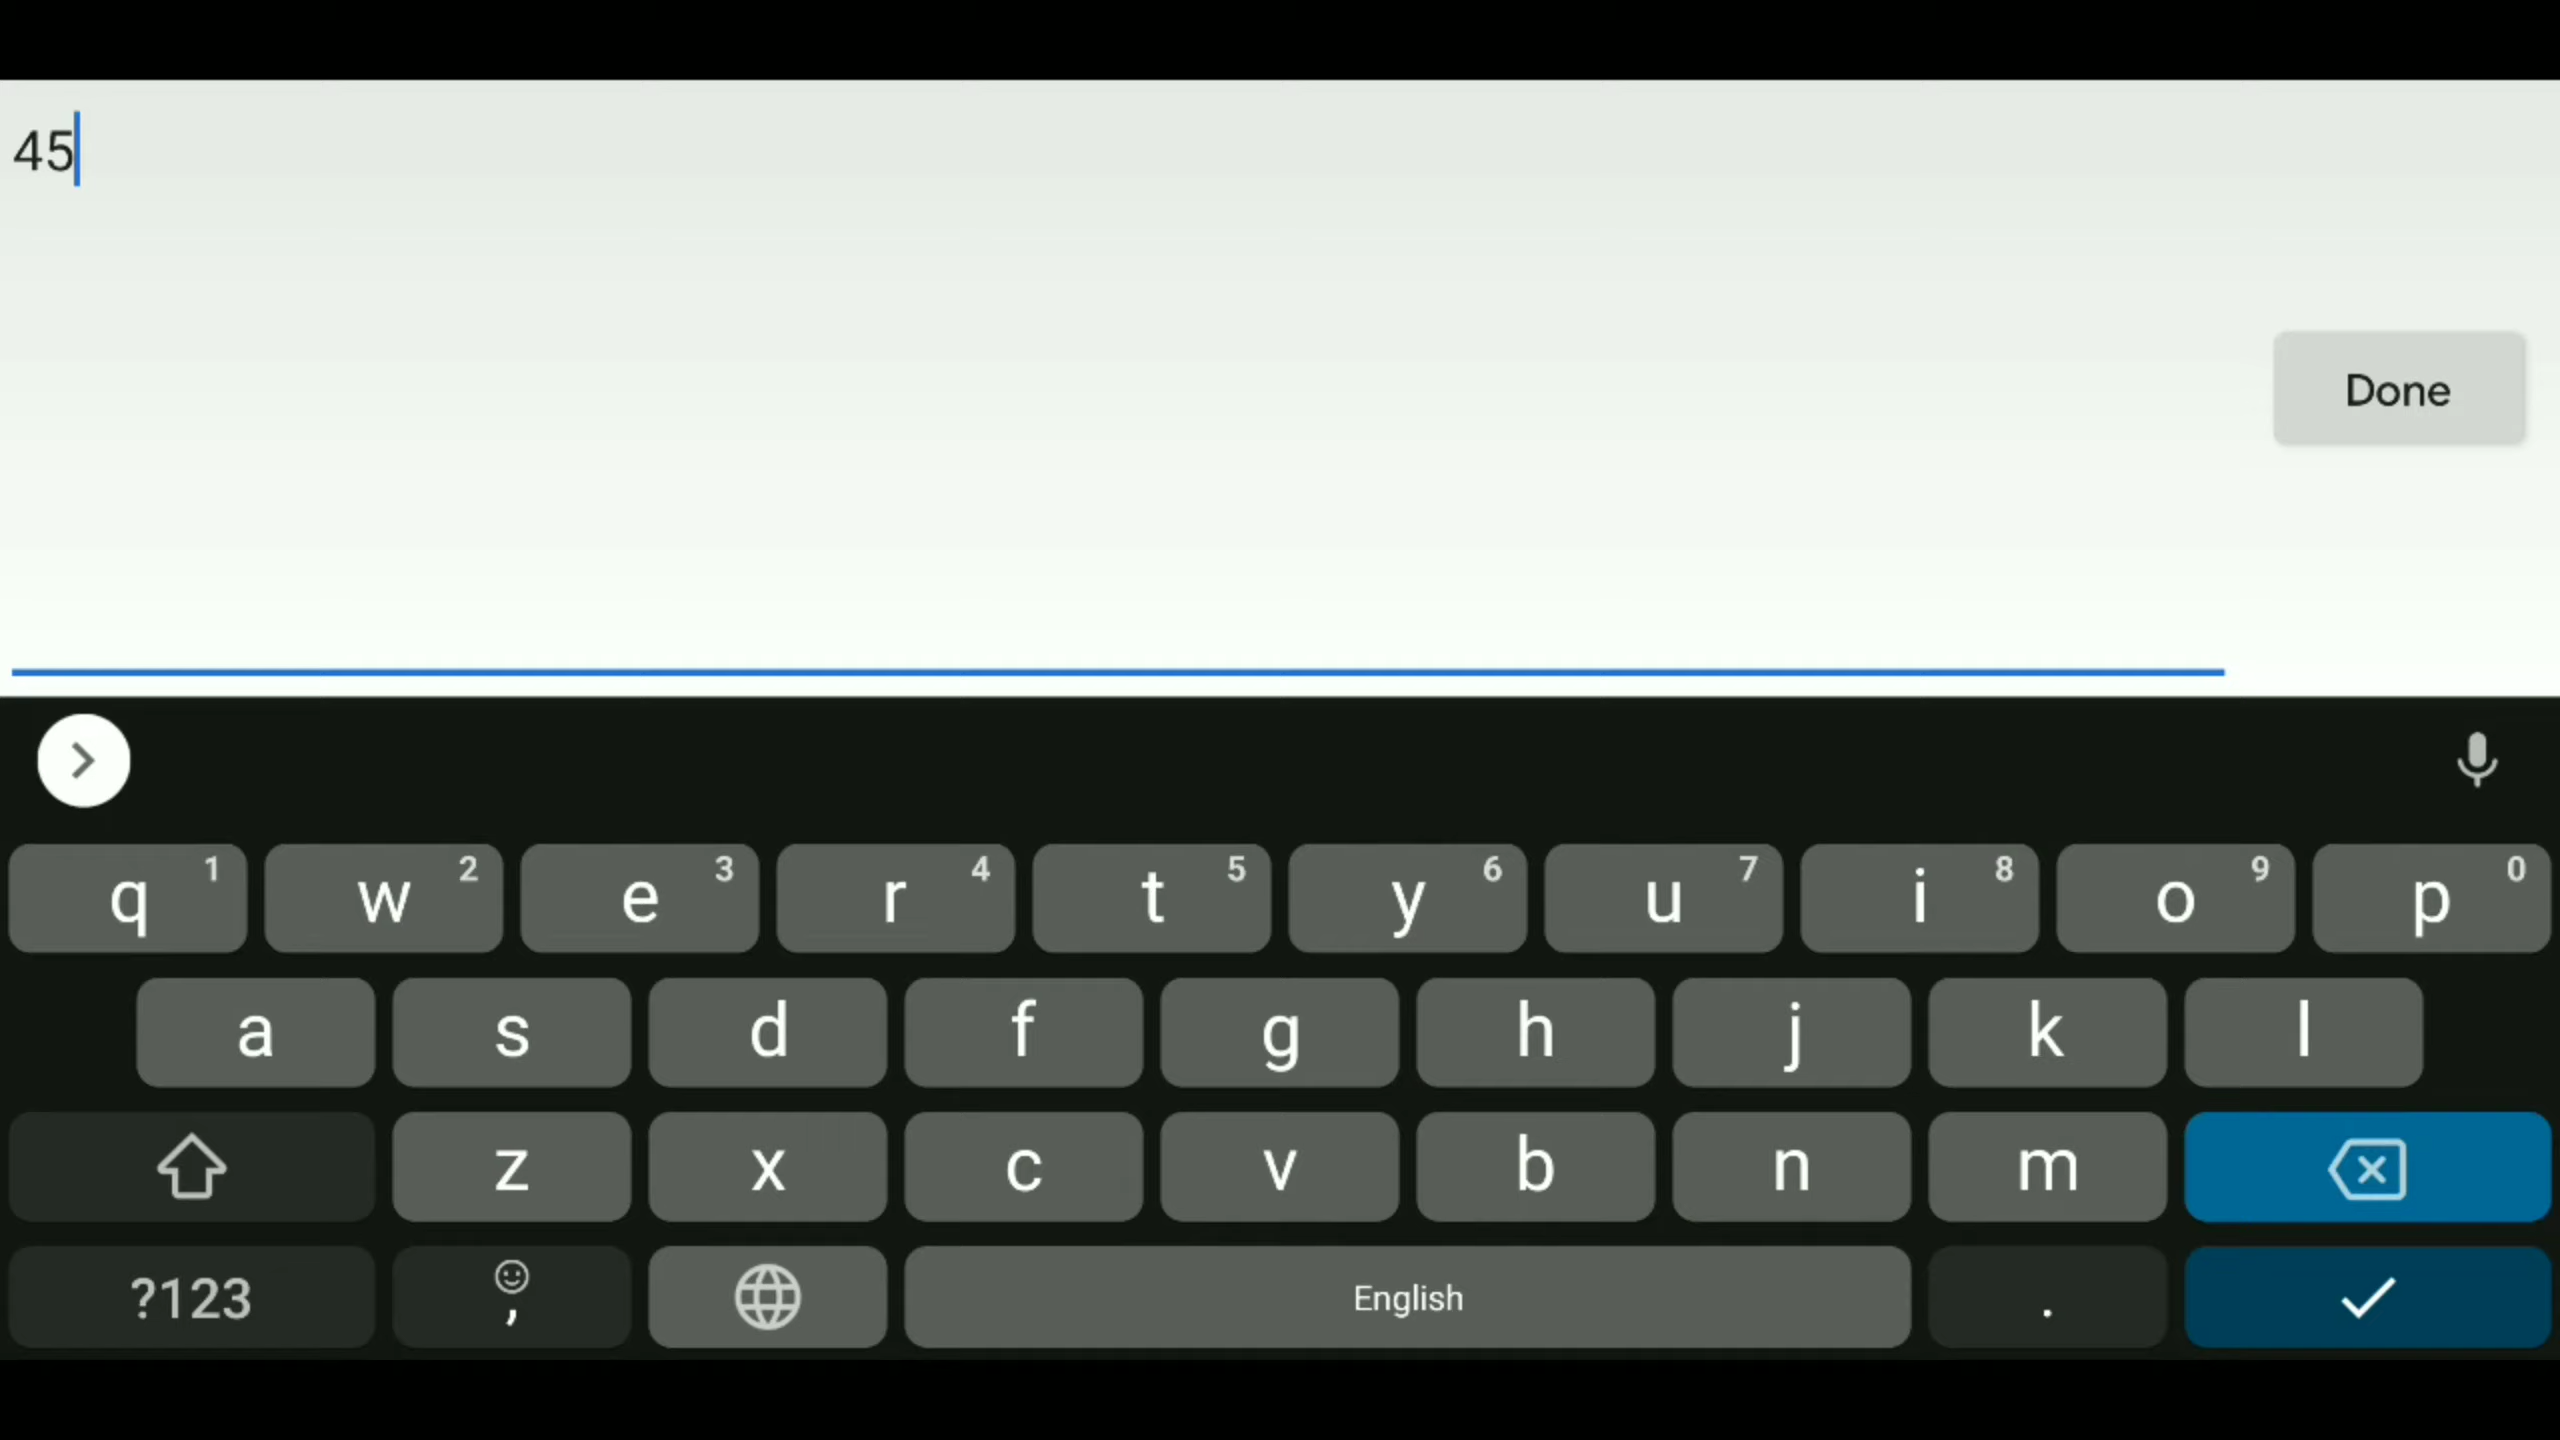 45
Done
q 1 w 2 e 3 r 4 t 5 y 6 u 7 i 8 o 9 p 0
a s d f g h j k l
z x c v b n m
?123 , English .